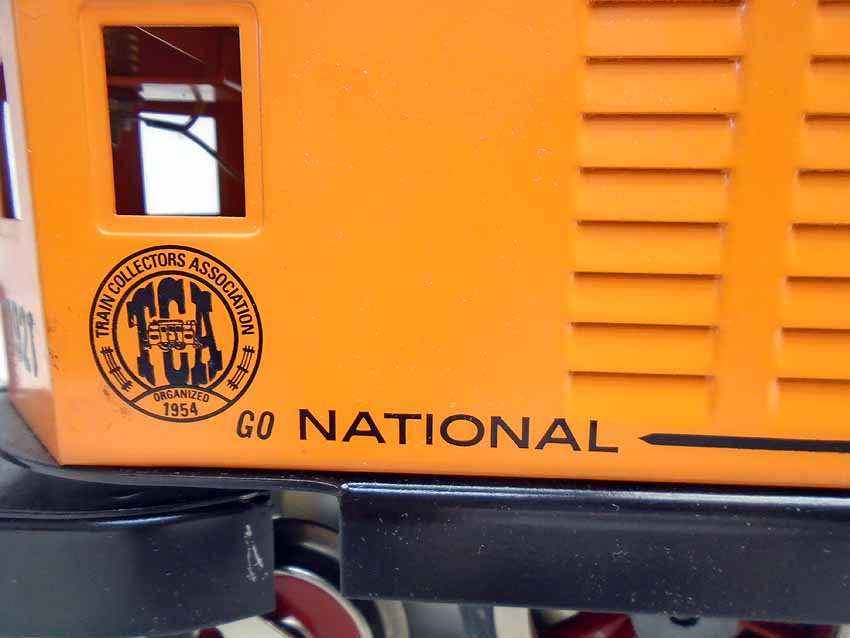 TRAIN COLLECTORS ASSOCIATION
TCA
ORGANIZED
1954
GO NATIONAL